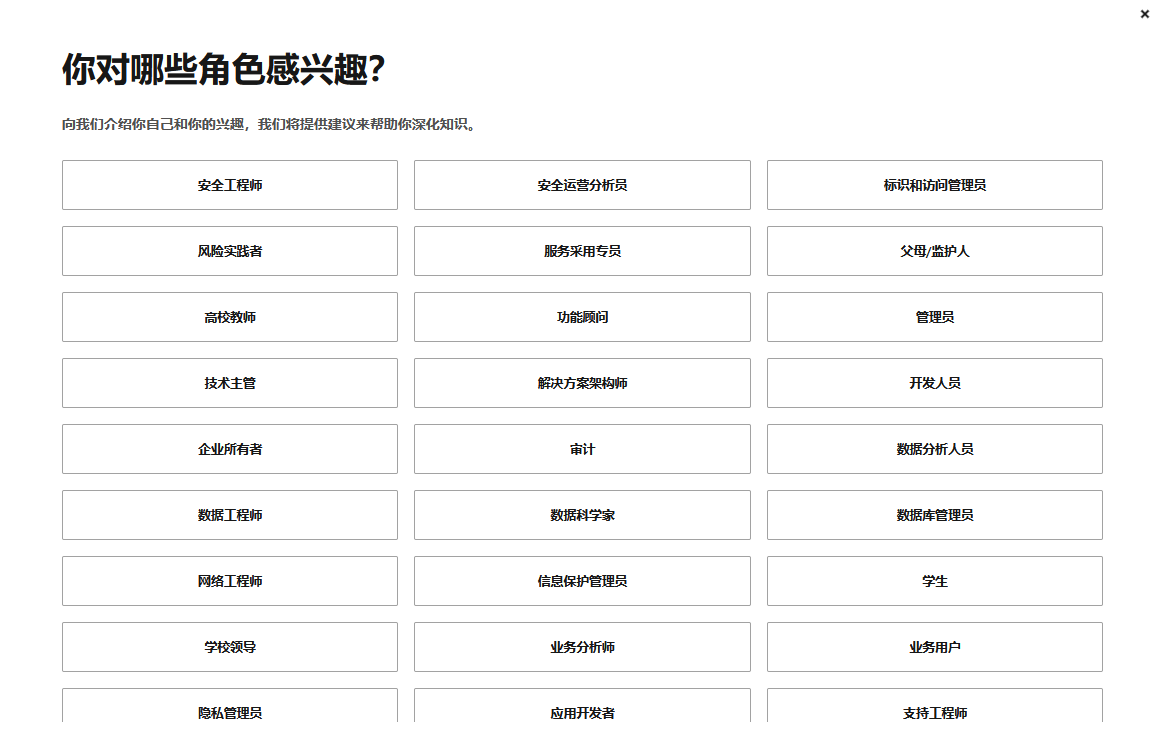 ×
你对哪些角色感兴趣?
向我们介绍你自己和你的兴趣，我们将提供建议来帮助你深化知识。
安全工程师
安全运营分析员
标识和访问管理员
风险实践者
服务采用专员
父母/监护人
高校教师
功能顾问
管理员
技术主管
解决方案架构师
开发人员
企业所有者
审计
数据分析人员
数据工程师
数据科学家
数据库管理员
网络工程师
信息保护管理员
学生
学校领导
业务分析师
业务用户
隐私管理员
应用开发者
支持工程师